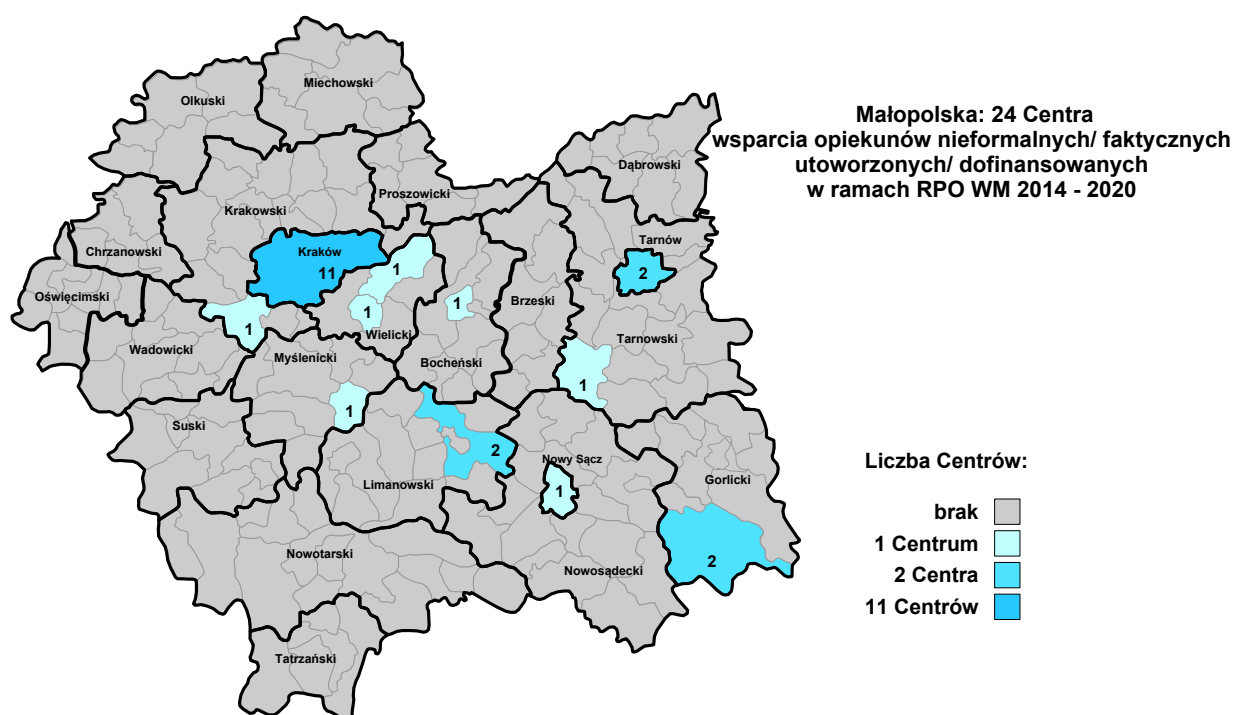 Małopolska: 24 Centra
wsparcia opiekunów nieformalnych/ faktycznych
utoworzonych/ dofinansowanych
w ramach RPO WM 2014 - 2020
Miechowski
Olkuski
Dąbrowski
Proszowicki
Krakowski
Tarnów
Chrzanowski
Kraków
11
1
2
Oświęcimski
1
1
Brzeski
1
Wielicki
Tarnowski
Wadowicki
Myślenicki
Bocheński
1
1
Suski
2
Nowy Sącz
Limanowski
1
Gorlicki
Nowotarski
2
Nowosądecki
Tatrzański
Liczba Centrów:
brak
1 Centrum
2 Centra
11 Centrów